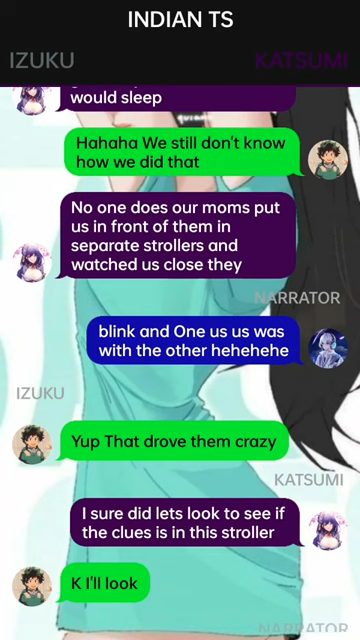 INDIAN TS
IZUKU
KATSUMI
would sleep
Hahaha We still don't know
how we did that
No one does our moms put
us in front of them in
separate strollers and
watched us close they
NARRATOR
blink and One us us was
with the other hehehehe
IZUKU
Yup That drove them crazy
KATSUMI
I sure did lets look to see if
the clues is in this stroller
K I'll look
NARRATOR